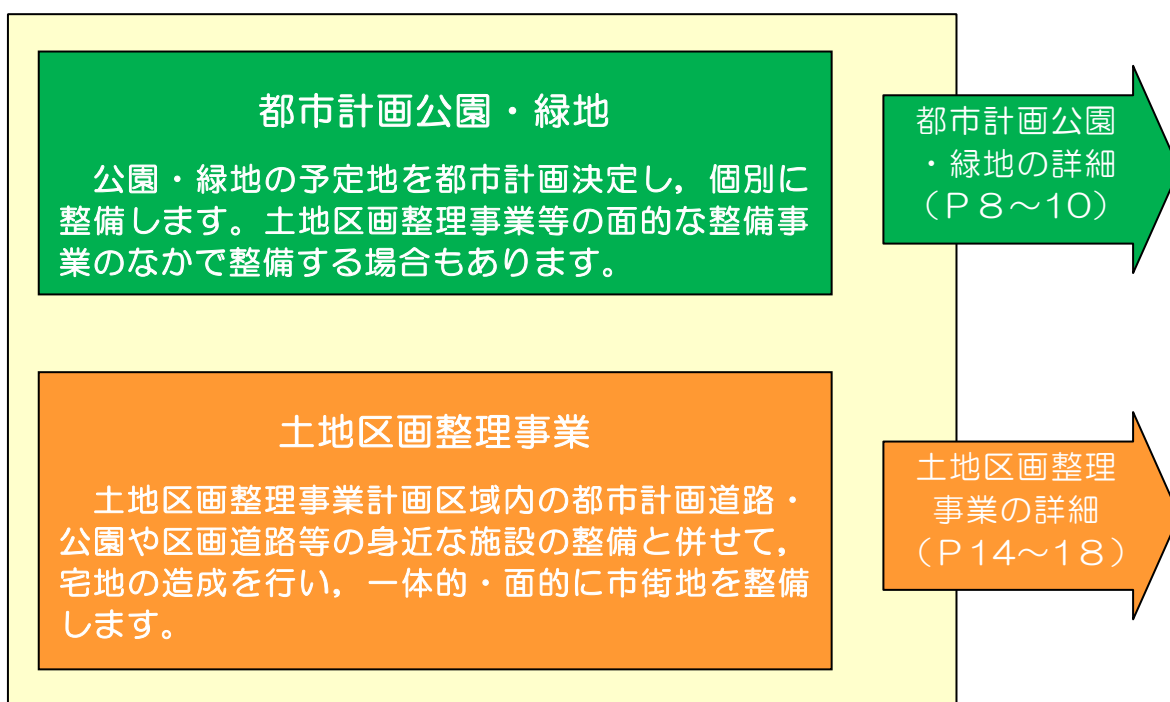 都市計画公園・緑地
　公園・緑地の予定地を都市計画決定し，個別に
整備します。土地区画整理事業等の面的な整備事
業のなかで整備する場合もあります。
都市計画公園
・緑地の詳細
（Ｐ８～１０）
土地区画整理事業
　土地区画整理事業計画区域内の都市計画道路・
公園や区画道路等の身近な施設の整備と併せて，
宅地の造成を行い，一体的・面的に市街地を整備
します。
土地区画整理
事業の詳細
（Ｐ１４～１８）